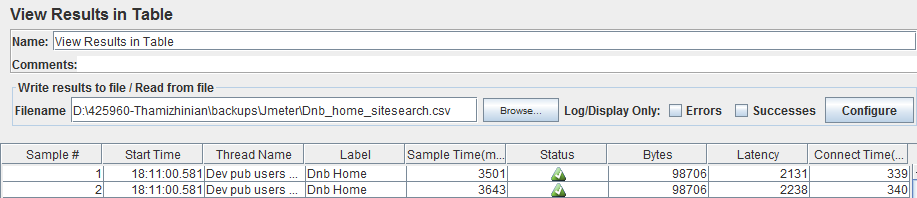 View Results in Table
Name: View Results in Table
Comments:
Write results to file / Read from file
Filename D:\425960-Thamizhinian\backups\Jmeter\Dnb_home_sitesearch.csv Browse... Log/Display Only: Errors Successes Configure
Sample # Start Time Thread Name Label Sample Time(m... Status Bytes Latency Connect Time(...
1 18:11:00.581 Dev pub users ... Dnb Home 3501 98706 2131 339
2 18:11:00.581 Dev pub users ... Dnb Home 3643 98706 2238 340